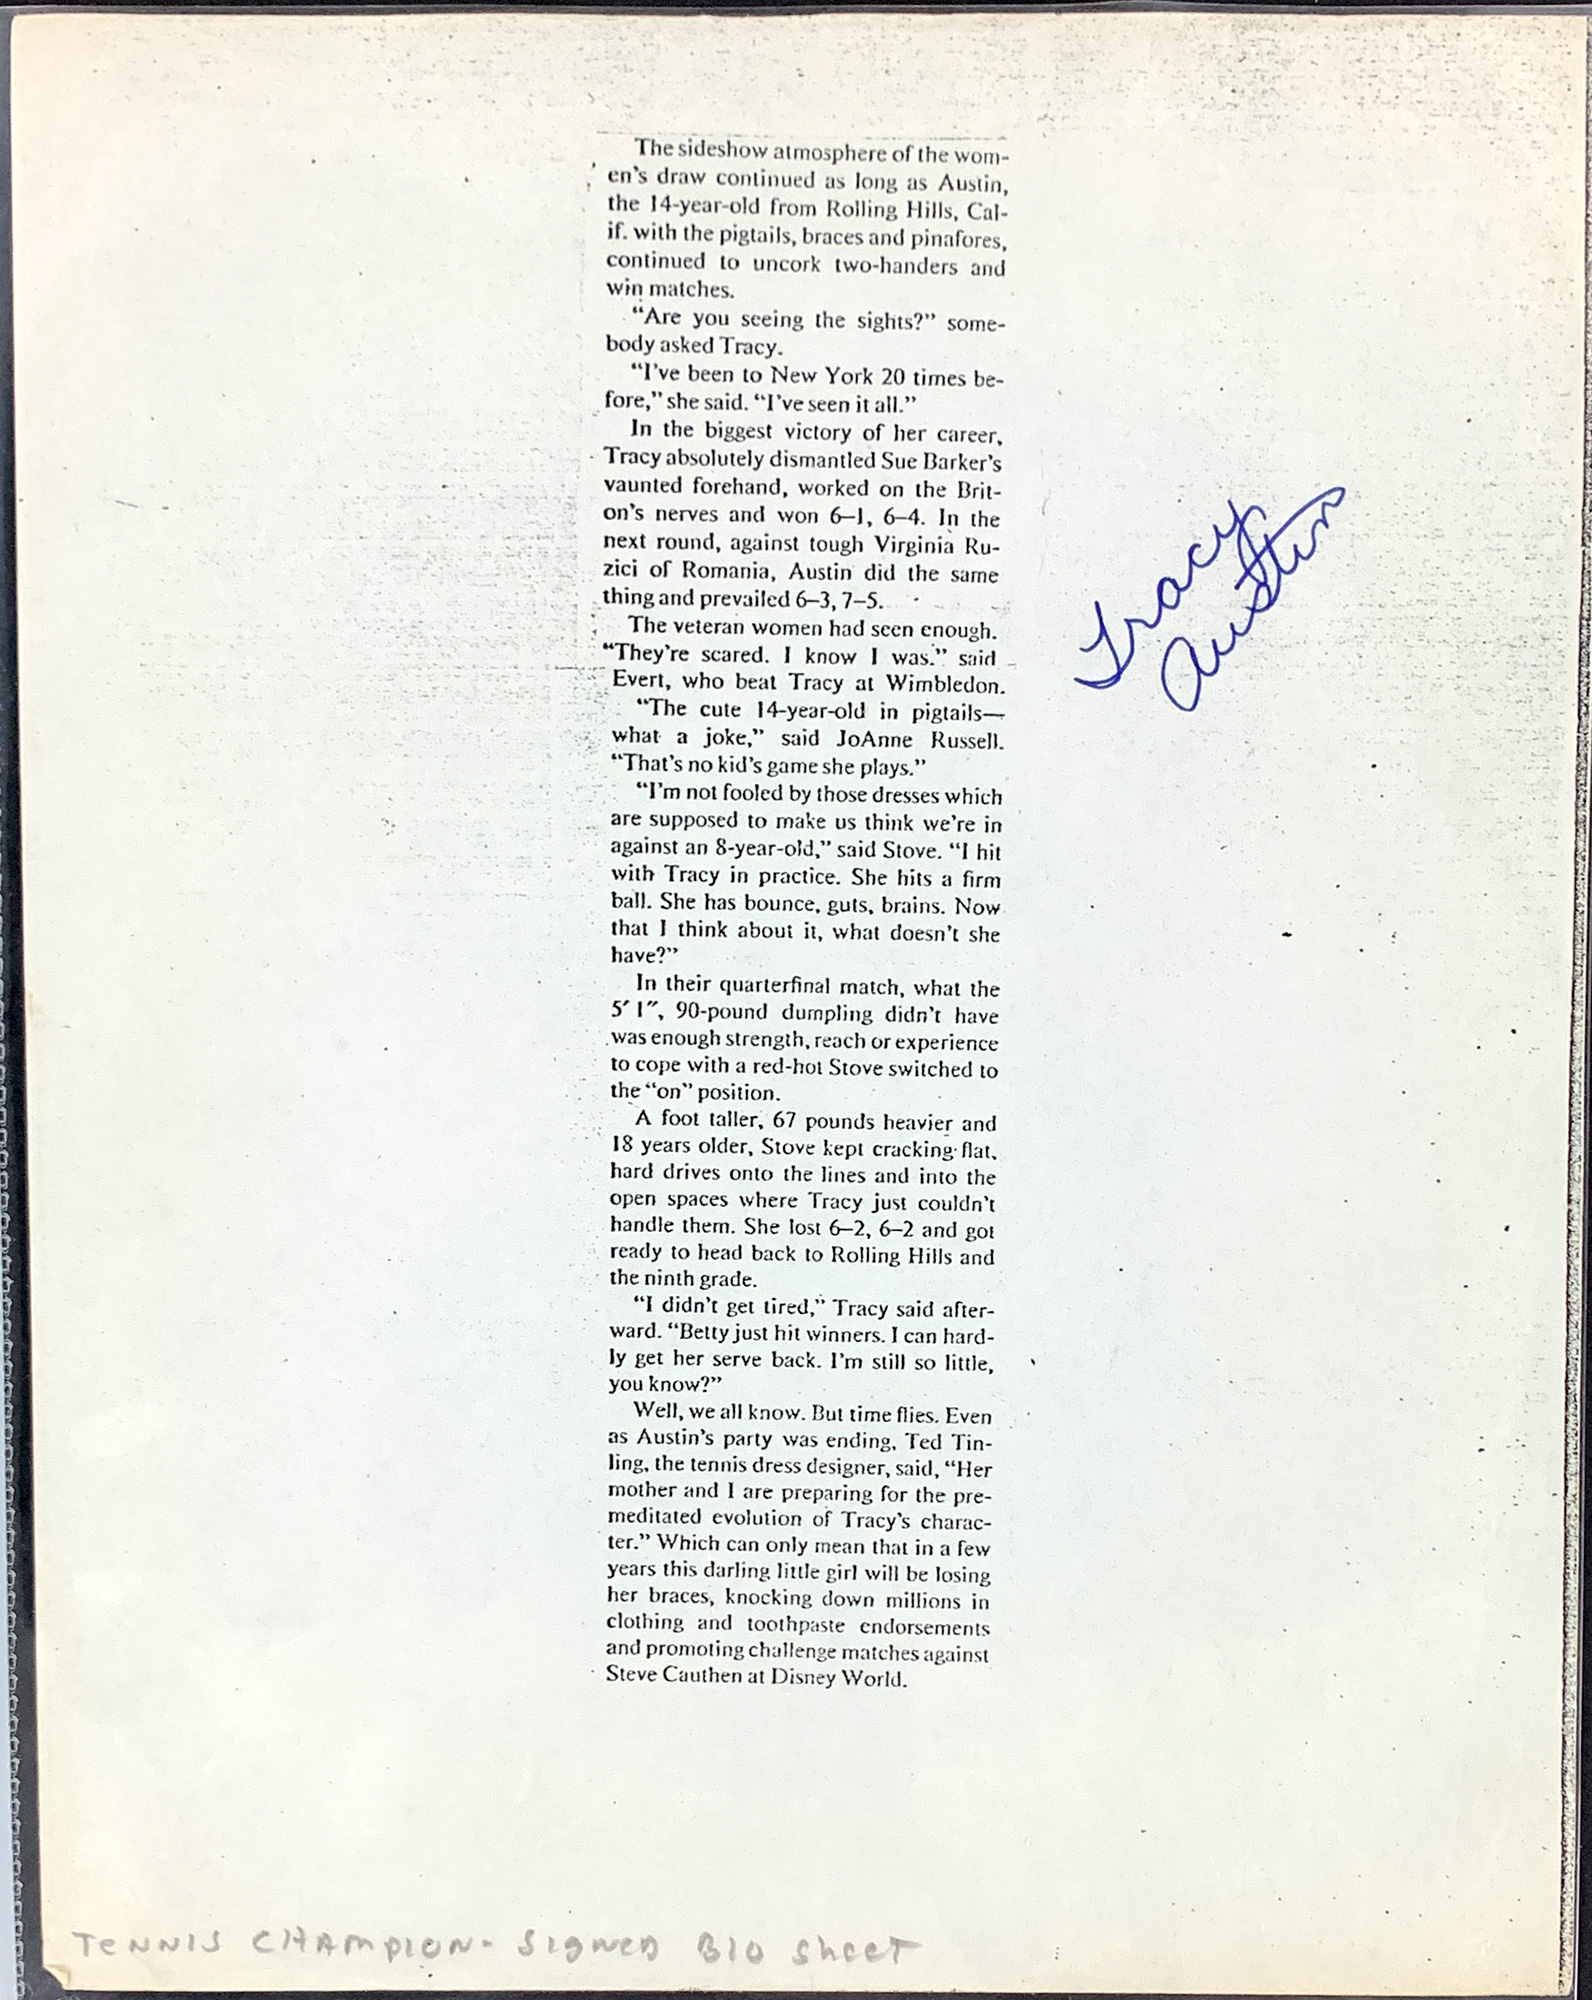 The sideshow atmosphere of the wom-
en's draw continued as long as Austin,
the 14-year-old from Rolling Hills, Cal-
if. with the pigtails, braces and pinafores,
continued to uncork two-handers and
win matches.
"Are you seeing the sights?" some-
body asked Tracy.
"I've been to New York 20 times be-
fore," she said. "I've seen it all."
In the biggest victory of her career,
Tracy absolutely dismantled Sue Barker's
vaunted forehand, worked on the Brit-
on's nerves and won 6–1, 6–4. In the
next round, against tough Virginia Ru-
zici of Romania, Austin did the same
thing and prevailed 6–3, 7–5.
The veteran women had seen enough.
"They're scared. I know I was." said
Evert, who beat Tracy at Wimbledon.
"The cute 14-year-old in pigtails—
what a joke," said JoAnne Russell.
"That's no kid's game she plays."
"I'm not fooled by those dresses which
are supposed to make us think we're in
against an 8-year-old," said Stove. "I hit
with Tracy in practice. She hits a firm
ball. She has bounce, guts, brains. Now
that I think about it, what doesn't she
have?"
In their quarterfinal match, what the
5′ 1″, 90-pound dumpling didn't have
was enough strength, reach or experience
to cope with a red-hot Stove switched to
the "on" position.
A foot taller, 67 pounds heavier and
18 years older, Stove kept cracking flat,
hard drives onto the lines and into the
open spaces where Tracy just couldn't
handle them. She lost 6–2, 6–2 and got
ready to head back to Rolling Hills and
the ninth grade.
"I didn't get tired," Tracy said after-
ward. "Betty just hit winners. I can hard-
ly get her serve back. I'm still so little,
you know?"
Well, we all know. But time flies. Even
as Austin's party was ending, Ted Tin-
ling, the tennis dress designer, said, "Her
mother and I are preparing for the pre-
meditated evolution of Tracy's charac-
ter." Which can only mean that in a few
years this darling little girl will be losing
her braces, knocking down millions in
clothing and toothpaste endorsements
and promoting challenge matches against
Steve Cauthen at Disney World.
Tracy
Austin
TENNIS CHAMPION - SIGNED BIO SHEET